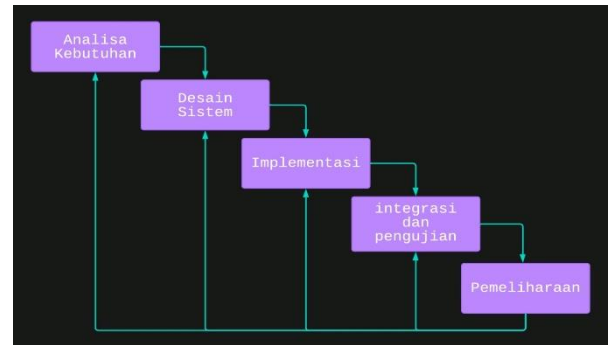 Analisa
Kebutuhan
Desain
Sistem
Implementasi
integrasi
dan
pengujian
Pemeliharaan